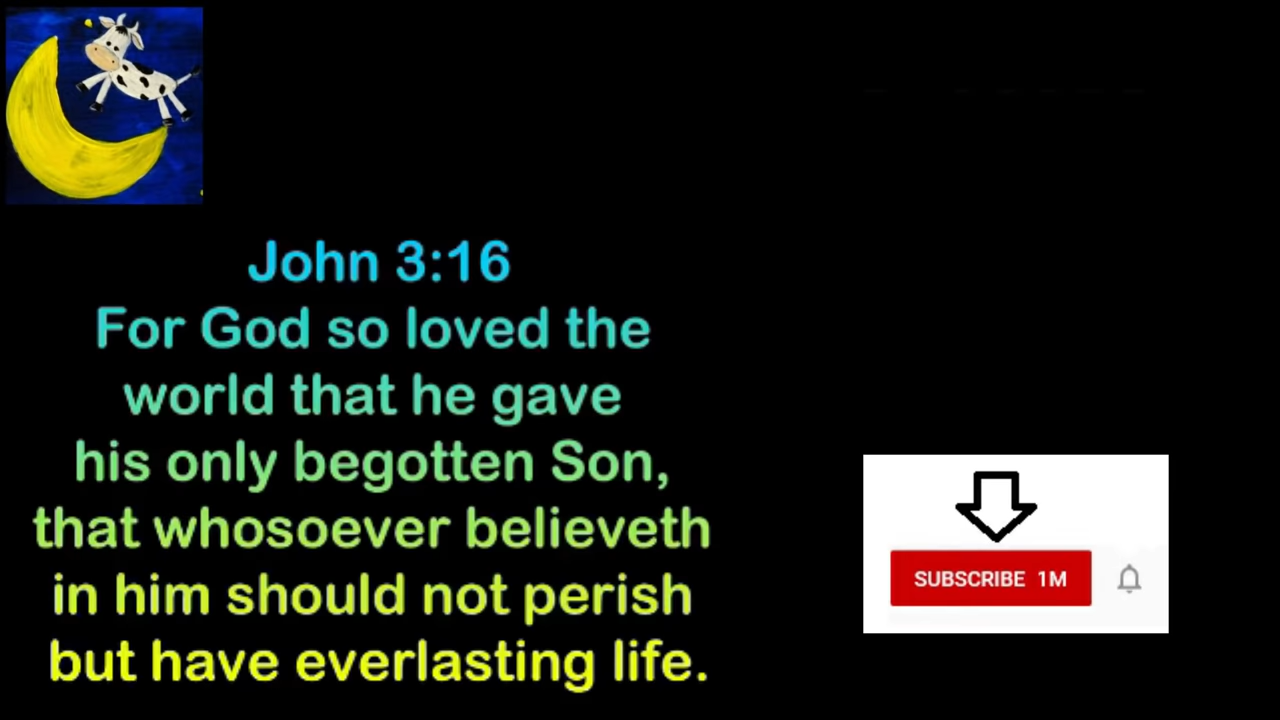 John 3:16
For God so loved the
world that he gave
his only begotten Son,
that whosoever believeth
in him should not perish
but have everlasting life.
SUBSCRIBE 1M